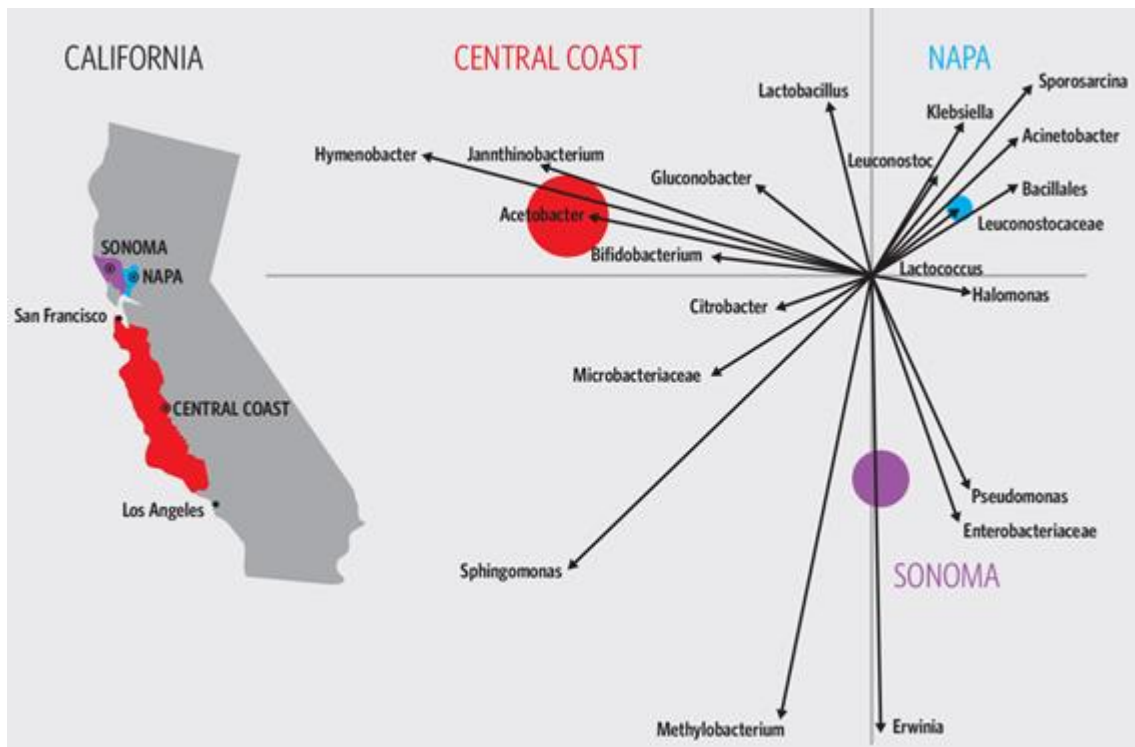 CALIFORNIA
CENTRAL COAST
NAPA
Sporosarcina
Lactobacillus
Klebsiella
Acinetobacter
Hymenobacter
Jannthinobacterium
Leuconostoc
Gluconobacter
Bacillales
Acetobacter
Leuconostocaceae
SONOMA
Bifidobacterium
Lactococcus
NAPA
Halomonas
Citrobacter
San Francisco
Microbacteriaceae
CENTRAL COAST
Pseudomonas
Los Angeles
Enterobacteriaceae
Sphingomonas
SONOMA
Methylobacterium
Erwinia